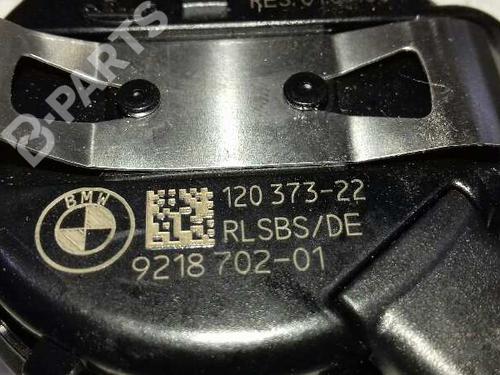 B-PARTS
BMW
120 373-22
RLSBS/DE
9218 702-01